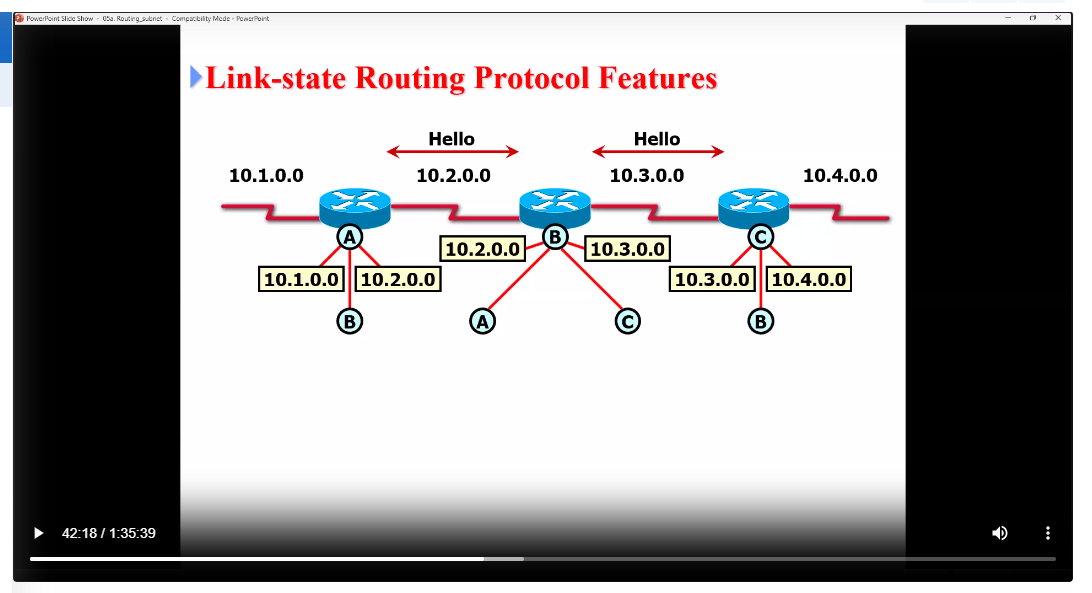 PowerPoint Slide Show - 05a. Routing_subnet - Compatibility Mode - PowerPoint
Link-state Routing Protocol Features
Hello Hello
10.1.0.0 10.2.0.0 10.3.0.0 10.4.0.0
A B C
10.2.0.0 10.3.0.0
10.1.0.0 10.2.0.0 10.3.0.0 10.4.0.0
B A C B
42:18 / 1:35:39